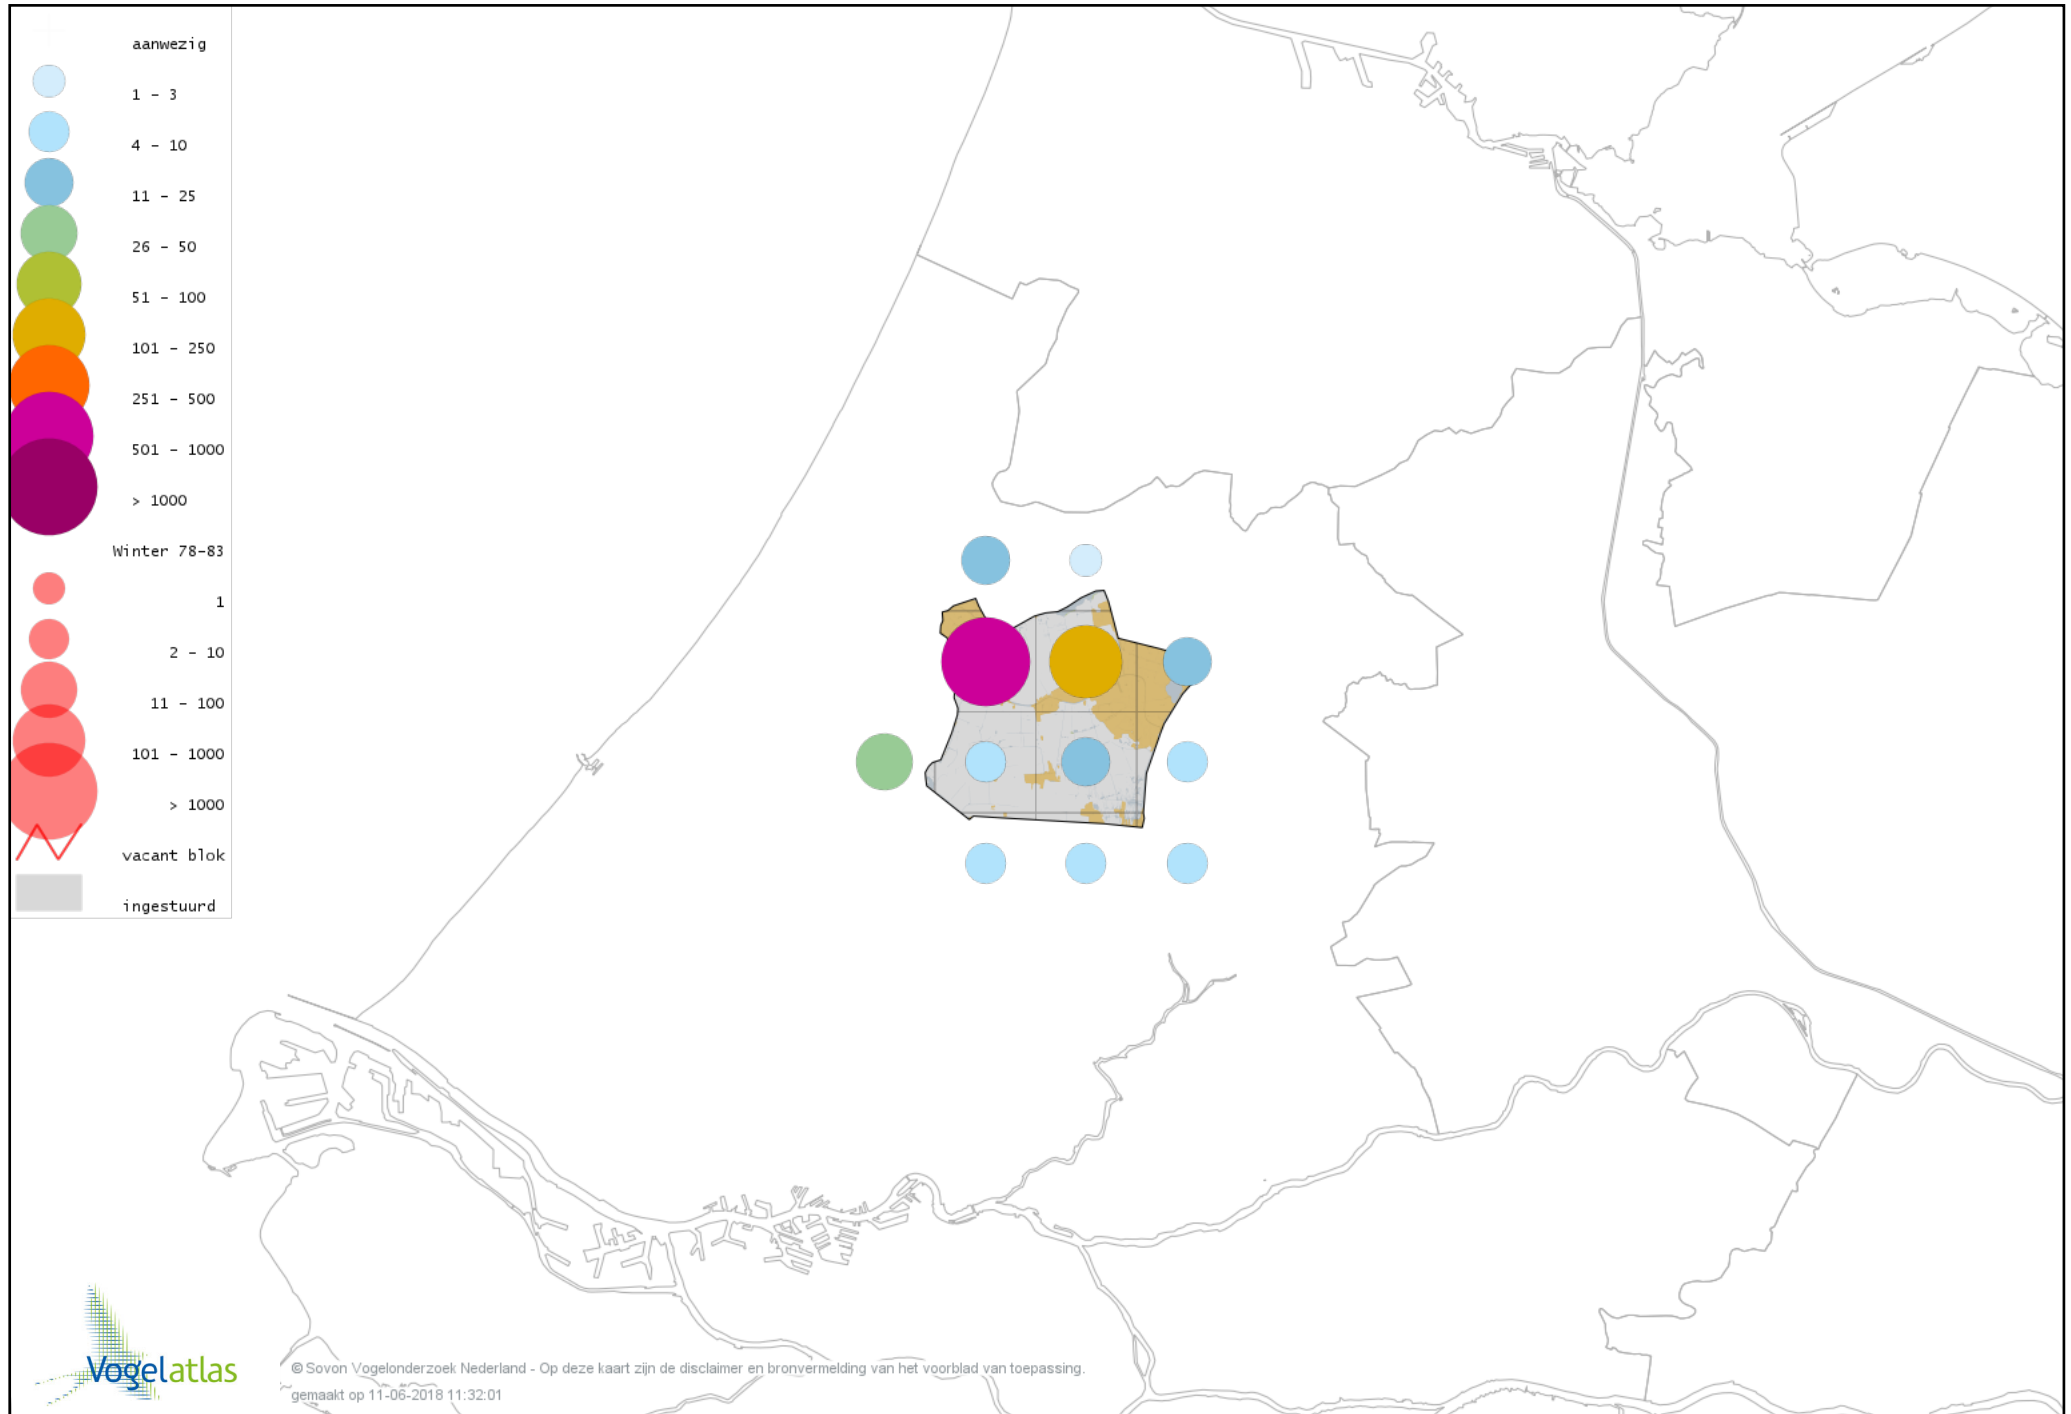 aanwezig
1 - 3
4 - 10
11 - 25
26 - 50
51 - 100
101 - 250
251 - 500
501 - 1000
> 1000
Winter 78-83
1
2 - 10
11 - 100
101 - 1000
> 1000
vacant blok
ingestuurd
Vogelatlas
© Sovon Vogelonderzoek Nederland - Op deze kaart zijn de disclaimer en bronvermelding van het voorblad van toepassing.
gemaakt op 11-06-2018 11:32:01